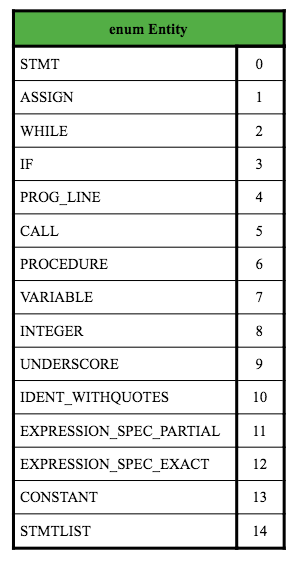 enum Entity
STMT 0
ASSIGN 1
WHILE 2
IF 3
PROG_LINE 4
CALL 5
PROCEDURE 6
VARIABLE 7
INTEGER 8
UNDERSCORE 9
IDENT_WITHQUOTES 10
EXPRESSION_SPEC_PARTIAL 11
EXPRESSION_SPEC_EXACT 12
CONSTANT 13
STMTLIST 14